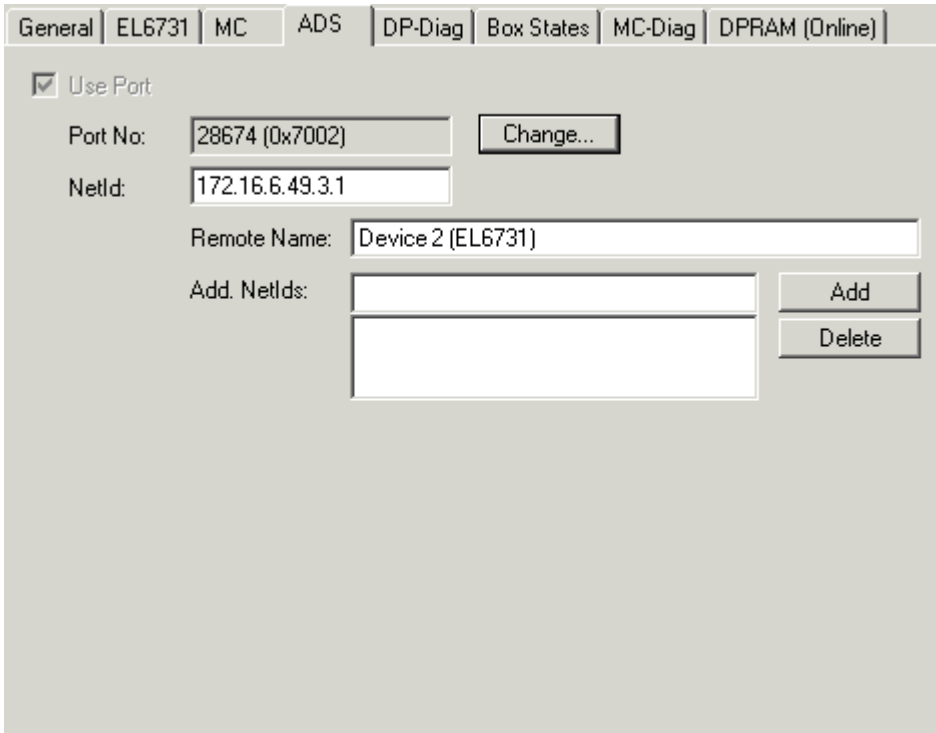 General EL6731 MC ADS DP-Diag Box States MC-Diag DPRAM (Online)
Use Port
Port No: 28674 (0x7002) Change...
NetId: 172.16.6.49.3.1
Remote Name: Device 2 (EL6731)
Add. NetIds: Add
Delete